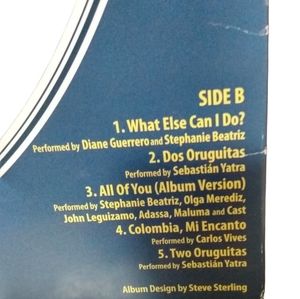 SIDE B
1. What Else Can I Do?
Performed by Diane Guerrero and Stephanie Beatriz
2. Dos Oruguitas
Performed by Sebastián Yatra
3. All Of You (Album Version)
Performed by Stephanie Beatriz, Olga Merediz,
John Leguizamo, Adassa, Maluma and Cast
4. Colombia, Mi Encanto
Performed by Carlos Vives
5. Two Oruguitas
Performed by Sebastián Yatra
Album Design by Steve Sterling